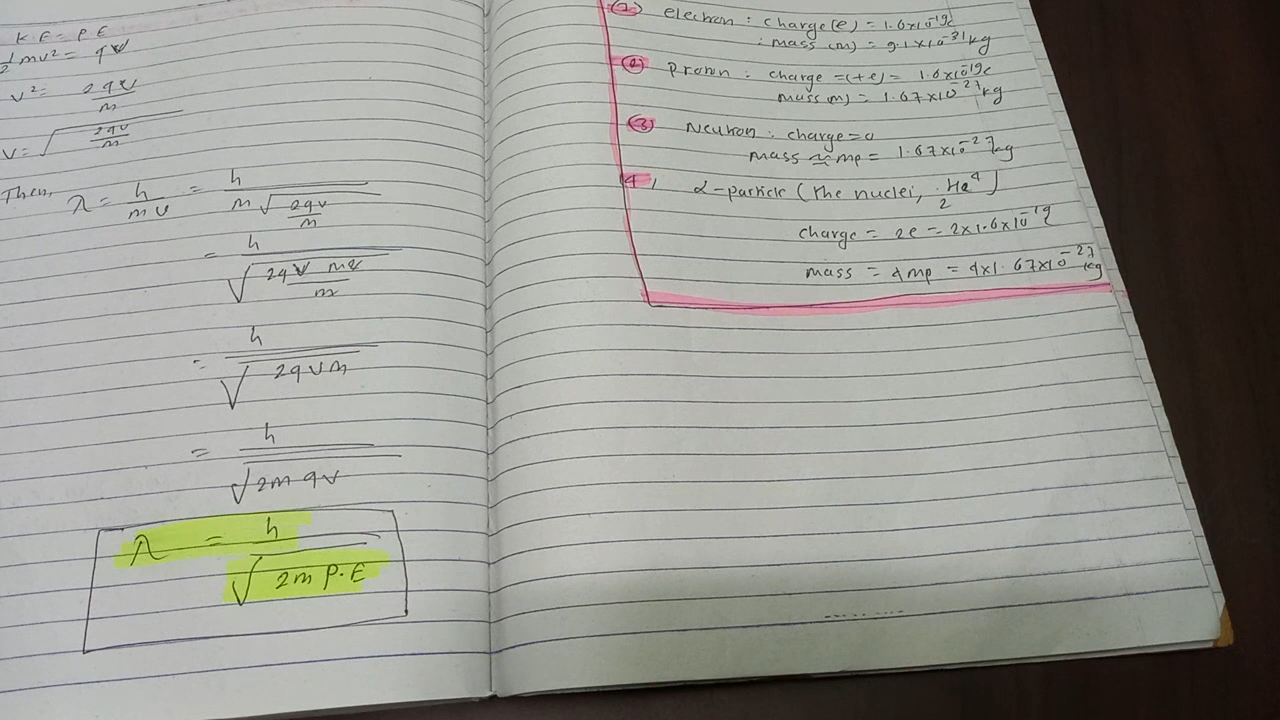 K.E = P.E
1/2 mv² = qV
v² = 2qV/m
v = √(2qV/m)
Then, λ = h/mv = h/(m√(2qV/m))
= h/√(2qV m²/m)
= h/√(2qVm)
= h/√(2mqV)
λ = h/√(2m P.E)
(1) electron : charge(e) = 1.6×10⁻¹⁹c
: mass (m) = 9.1×10⁻³¹kg
(2) Proton : charge =(+e) = 1.6×10⁻¹⁹c
mass(m) = 1.67×10⁻²⁷kg
(3) Neutron : charge = 0
mass ≈ mp = 1.67×10⁻²⁷kg
4, α-particle (The nuclei, ₂He⁴)
charge = 2e = 2×1.6×10⁻¹⁹c
mass = 4mp = 4×1.67×10⁻²⁷kg